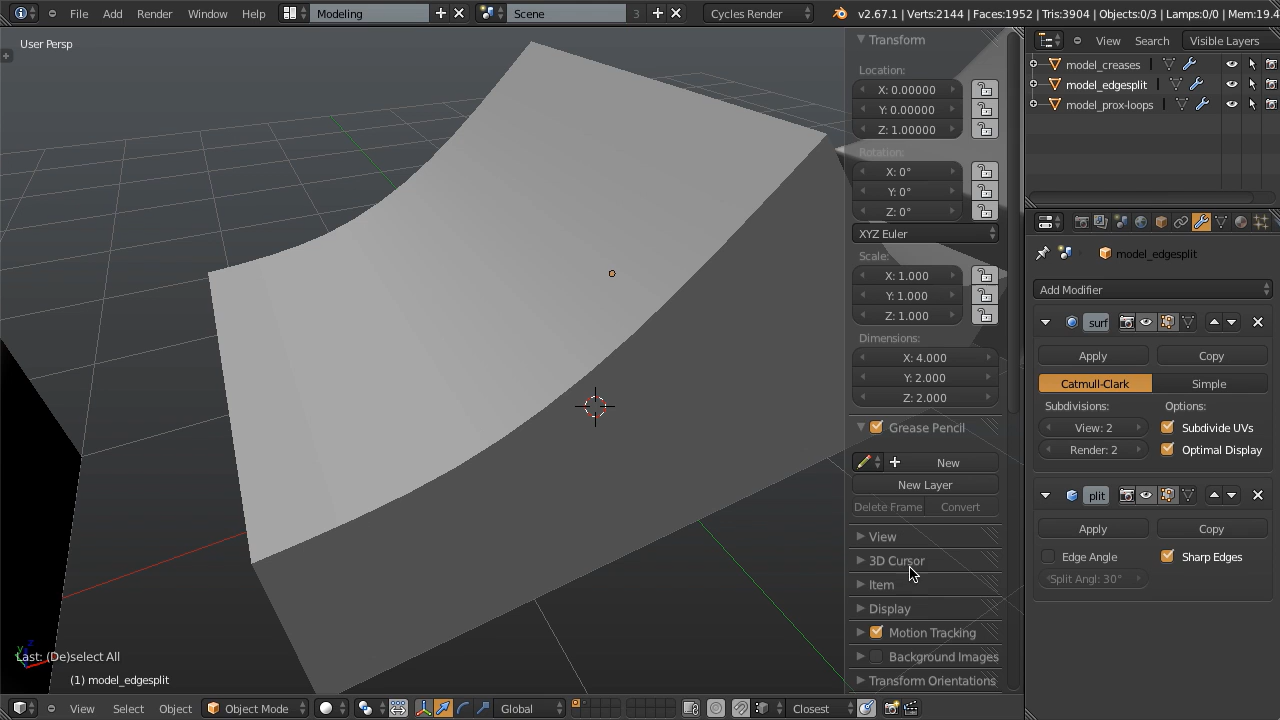 File Add Render Window Help Modeling Scene 3 Cycles Render v2.67.1 | Verts:2144 | Faces:1952 | Tris:3904 | Objects:0/3 | Lamps:0/0 | Mem:19.4
User Persp
Transform
Location:
X: 0.00000
Y: 0.00000
Z: 1.00000
Rotation:
X: 0°
Y: 0°
Z: 0°
XYZ Euler
Scale:
X: 1.000
Y: 1.000
Z: 1.000
Dimensions:
X: 4.000
Y: 2.000
Z: 2.000
Grease Pencil
New
New Layer
Delete Frame Convert
View
3D Cursor
Item
Display
Motion Tracking
Background Images
Transform Orientations
View Search Visible Layers
model_creases
model_edgesplit
model_prox-loops
model_edgesplit
Add Modifier
surf
Apply Copy
Catmull-Clark Simple
Subdivisions: Options:
View: 2 Subdivide UVs
Render: 2 Optimal Display
plit
Apply Copy
Edge Angle Sharp Edges
Split Angl: 30°
Last: (De)select All
(1) model_edgesplit
View Select Object Object Mode Global Closest